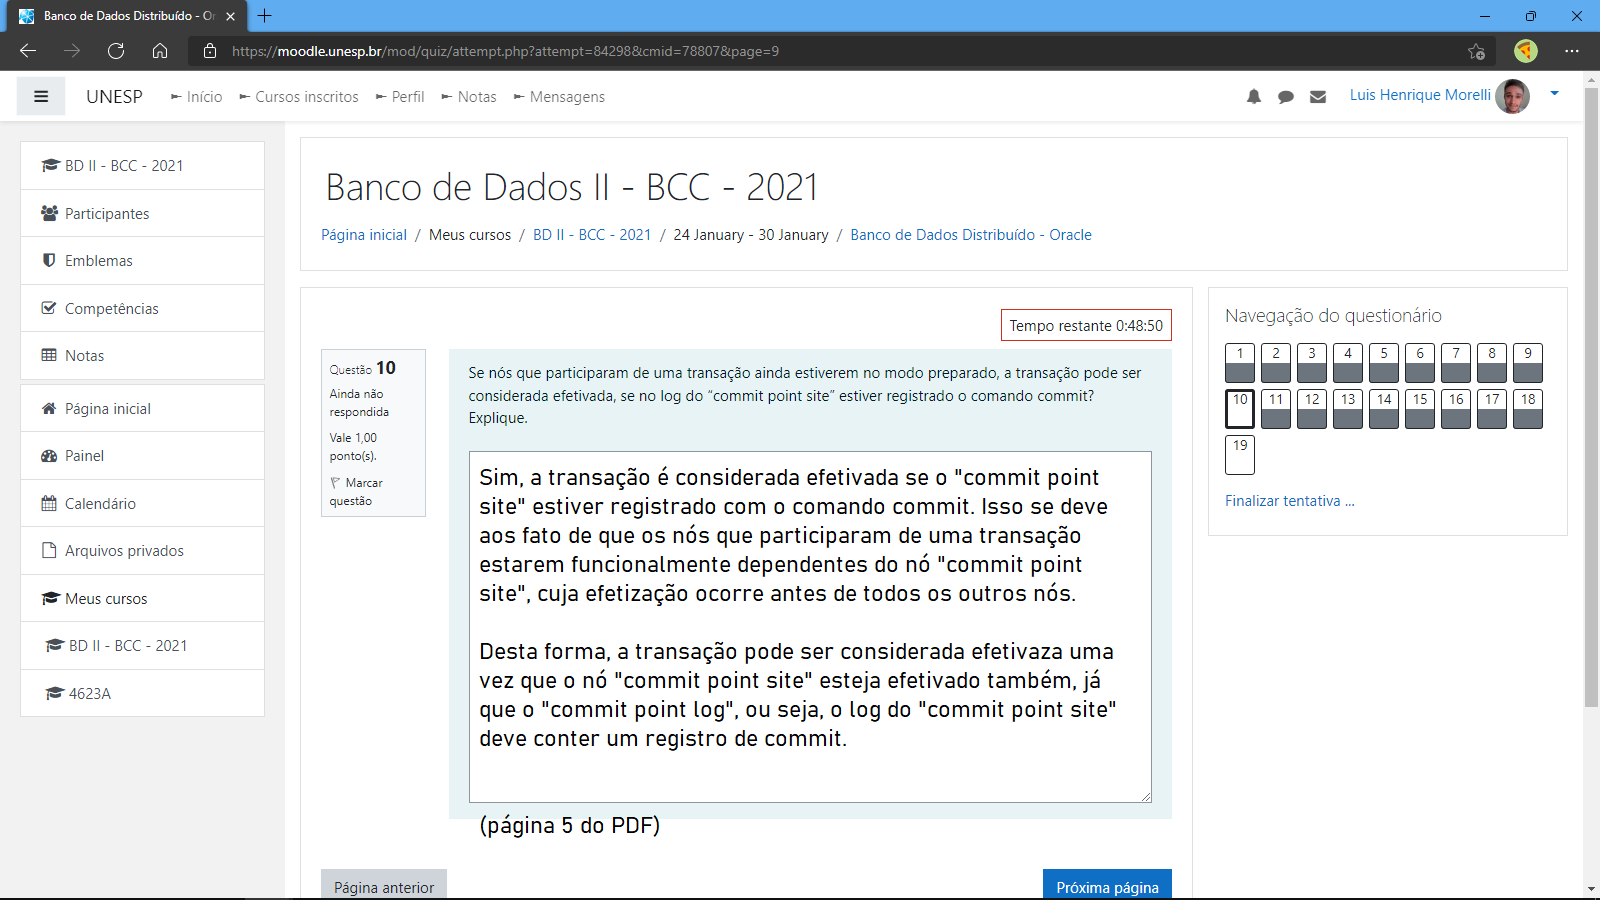 Banco de Dados Distribuído - Or
https://moodle.unesp.br/mod/quiz/attempt.php?attempt=84298&cmid=78807&page=9
UNESP
Início
Cursos inscritos
Perfil
Notas
Mensagens
Luis Henrique Morelli
BD II - BCC - 2021
Participantes
Emblemas
Competências
Notas
Página inicial
Painel
Calendário
Arquivos privados
Meus cursos
BD II - BCC - 2021
4623A
Banco de Dados II - BCC - 2021
Página inicial / Meus cursos / BD II - BCC - 2021 / 24 January - 30 January / Banco de Dados Distribuído - Oracle
Tempo restante 0:48:50
Questão 10
Ainda não
respondida
Vale 1,00
ponto(s).
Marcar
questão
Se nós que participaram de uma transação ainda estiverem no modo preparado, a transação pode ser
considerada efetivada, se no log do “commit point site” estiver registrado o comando commit?
Explique.
Sim, a transação é considerada efetivada se o "commit point
site" estiver registrado com o comando commit. Isso se deve
aos fato de que os nós que participaram de uma transação
estarem funcionalmente dependentes do nó "commit point
site", cuja efetização ocorre antes de todos os outros nós.
Desta forma, a transação pode ser considerada efetivaza uma
vez que o nó "commit point site" esteja efetivado também, já
que o "commit point log", ou seja, o log do "commit point site"
deve conter um registro de commit.
(página 5 do PDF)
Página anterior
Próxima página
Navegação do questionário
1 2 3 4 5 6 7 8 9
10 11 12 13 14 15 16 17 18
19
Finalizar tentativa ...